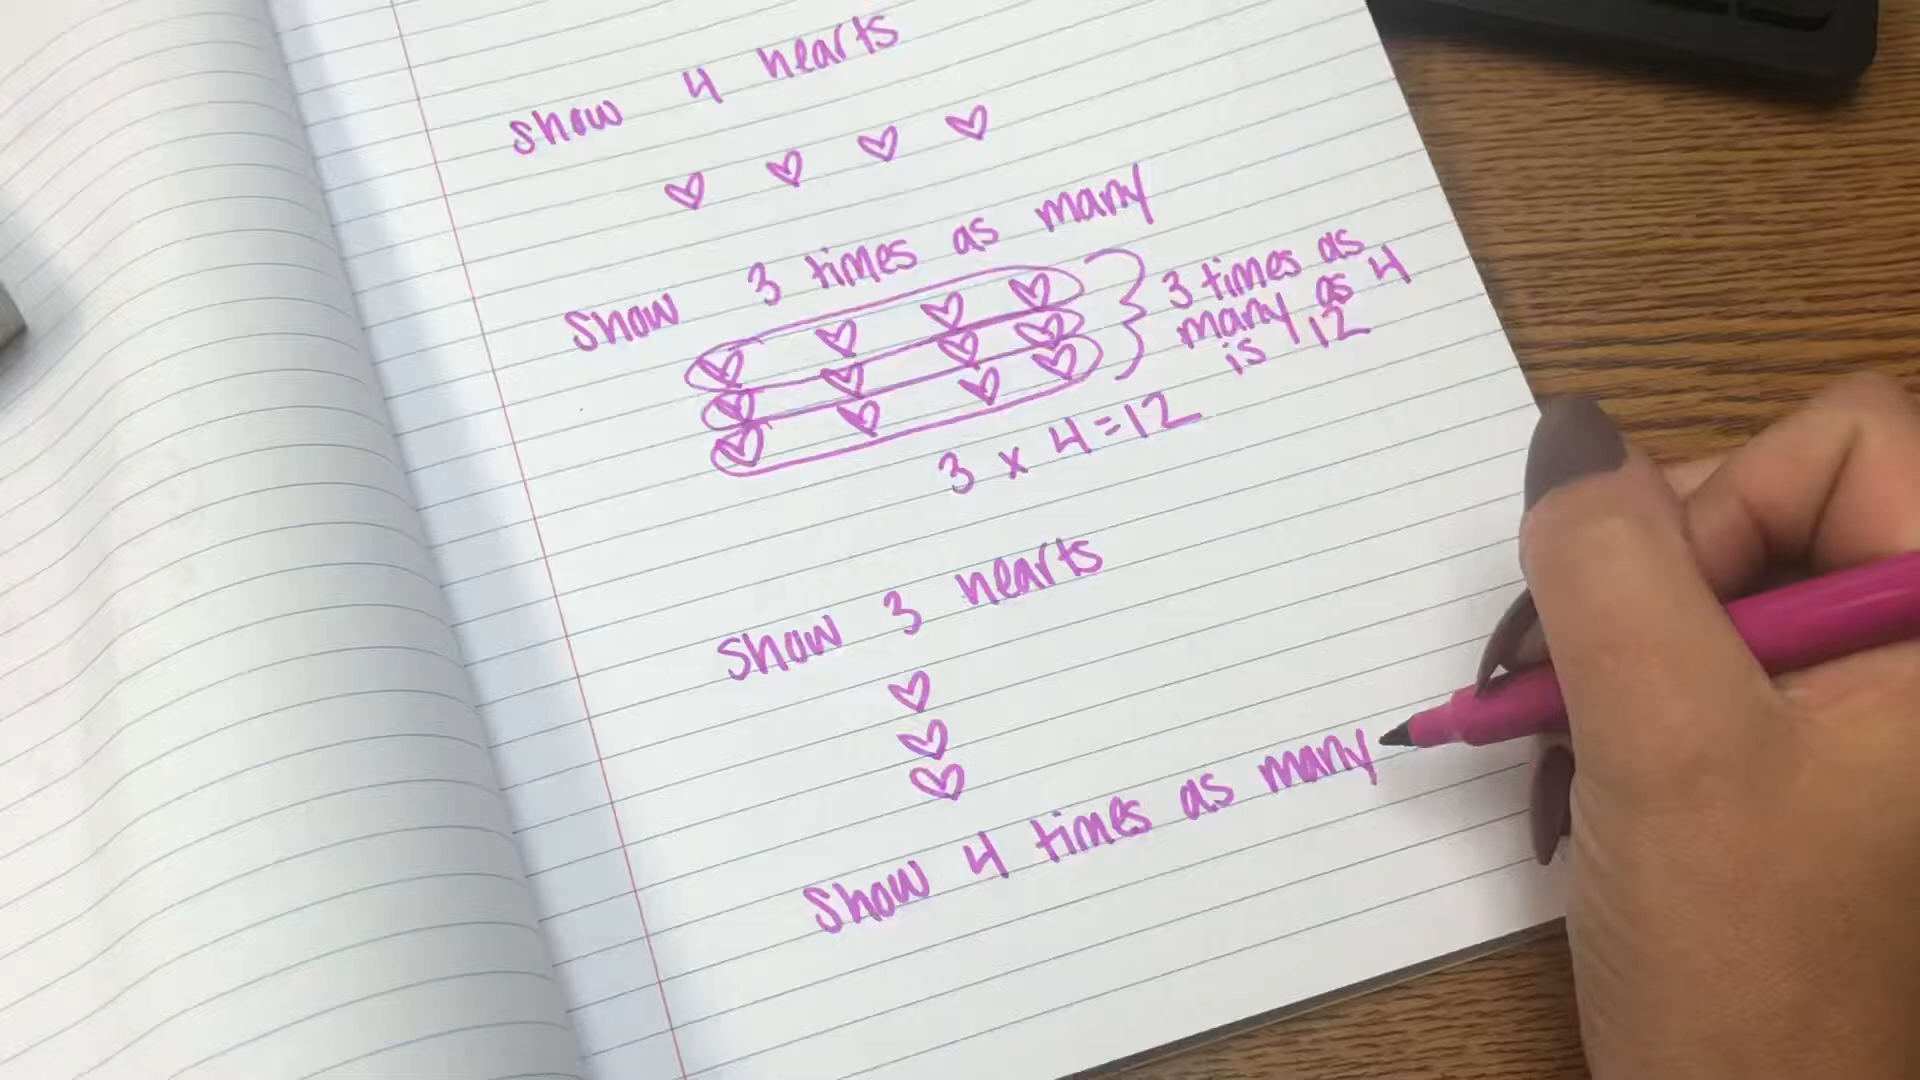 show 4 hearts
Show 3 times as many
3 times as
many as 4
is 12
3 x 4 = 12
Show 3 hearts
Show 4 times as many